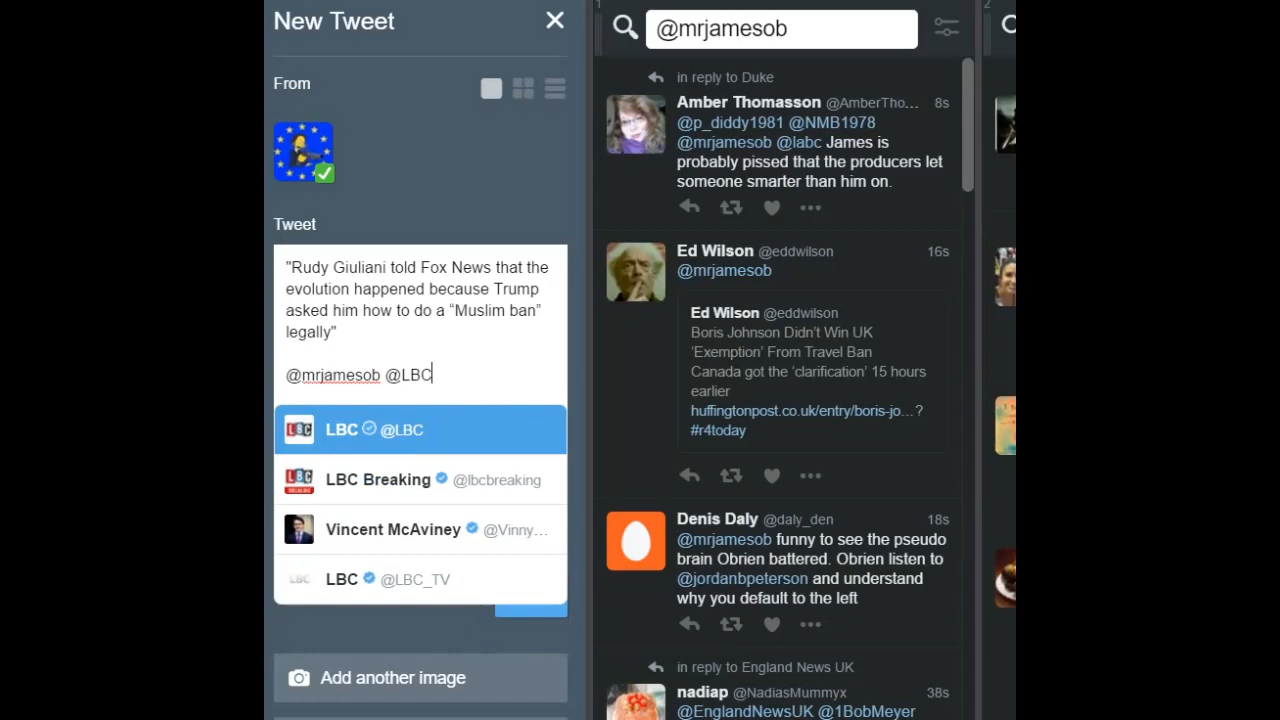 New Tweet
From
Tweet
"Rudy Giuliani told Fox News that the
evolution happened because Trump
asked him how to do a “Muslim ban”
legally"
@mrjamesob @LBC
LBC @LBC
LBC Breaking @lbcbreaking
Vincent McAviney @Vinny...
LBC @LBC_TV
Add another image
1
@mrjamesob
in reply to Duke
Amber Thomasson @AmberTho... 8s
@p_diddy1981 @NMB1978
@mrjamesob @labc James is
probably pissed that the producers let
someone smarter than him on.
Ed Wilson @eddwilson 16s
@mrjamesob
Ed Wilson @eddwilson
Boris Johnson Didn’t Win UK
‘Exemption’ From Travel Ban
Canada got the ‘clarification’ 15 hours
earlier
huffingtonpost.co.uk/entry/boris-jo...?
#r4today
Denis Daly @daly_den 18s
@mrjamesob funny to see the pseudo
brain Obrien battered. Obrien listen to
@jordanbpeterson and understand
why you default to the left
in reply to England News UK
nadiap @NadiasMummyx 38s
@EnglandNewsUK @1BobMeyer
2